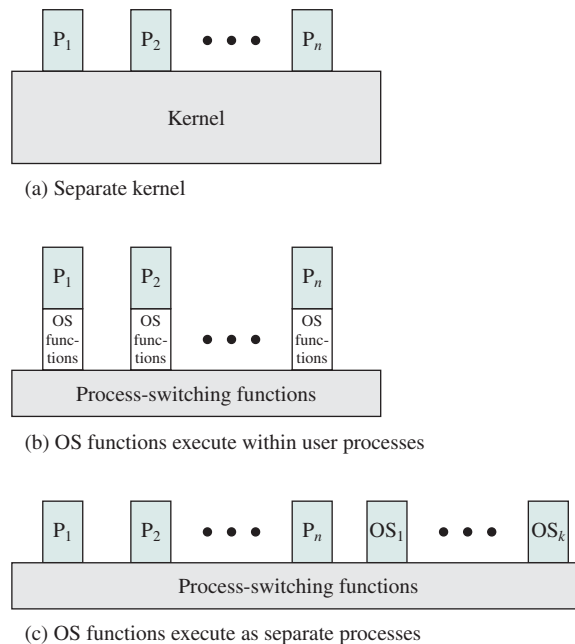 P1 P2 • • • Pn
Kernel
(a) Separate kernel
P1 P2 Pn
OS func- tions OS func- tions • • • OS func- tions
Process-switching functions
(b) OS functions execute within user processes
P1 P2 • • • Pn OS1 • • • OSk
Process-switching functions
(c) OS functions execute as separate processes